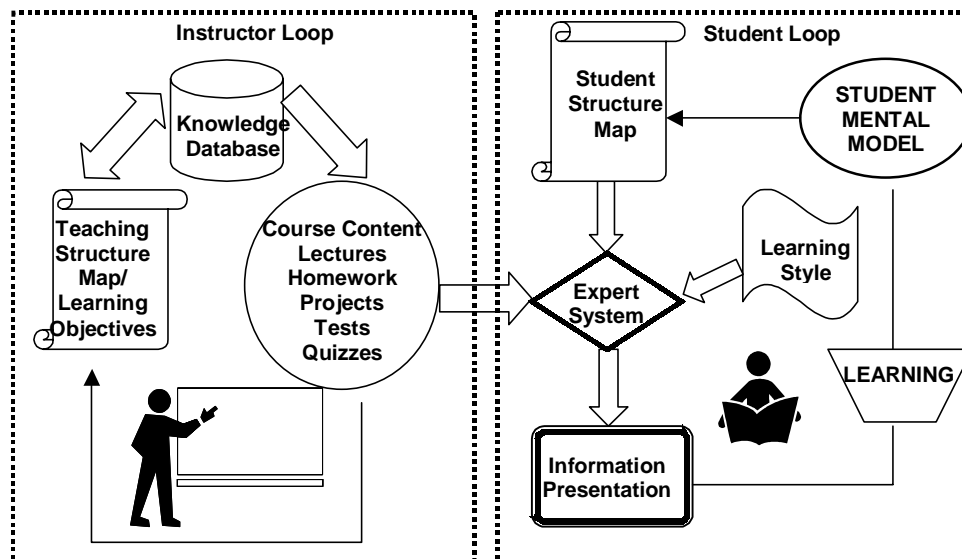 Instructor Loop
Knowledge
Database
Teaching
Structure
Map/
Learning
Objectives
Course Content
Lectures
Homework
Projects
Tests
Quizzes
Student Loop
Student
Structure
Map
STUDENT
MENTAL
MODEL
Learning
Style
Expert
System
LEARNING
Information
Presentation